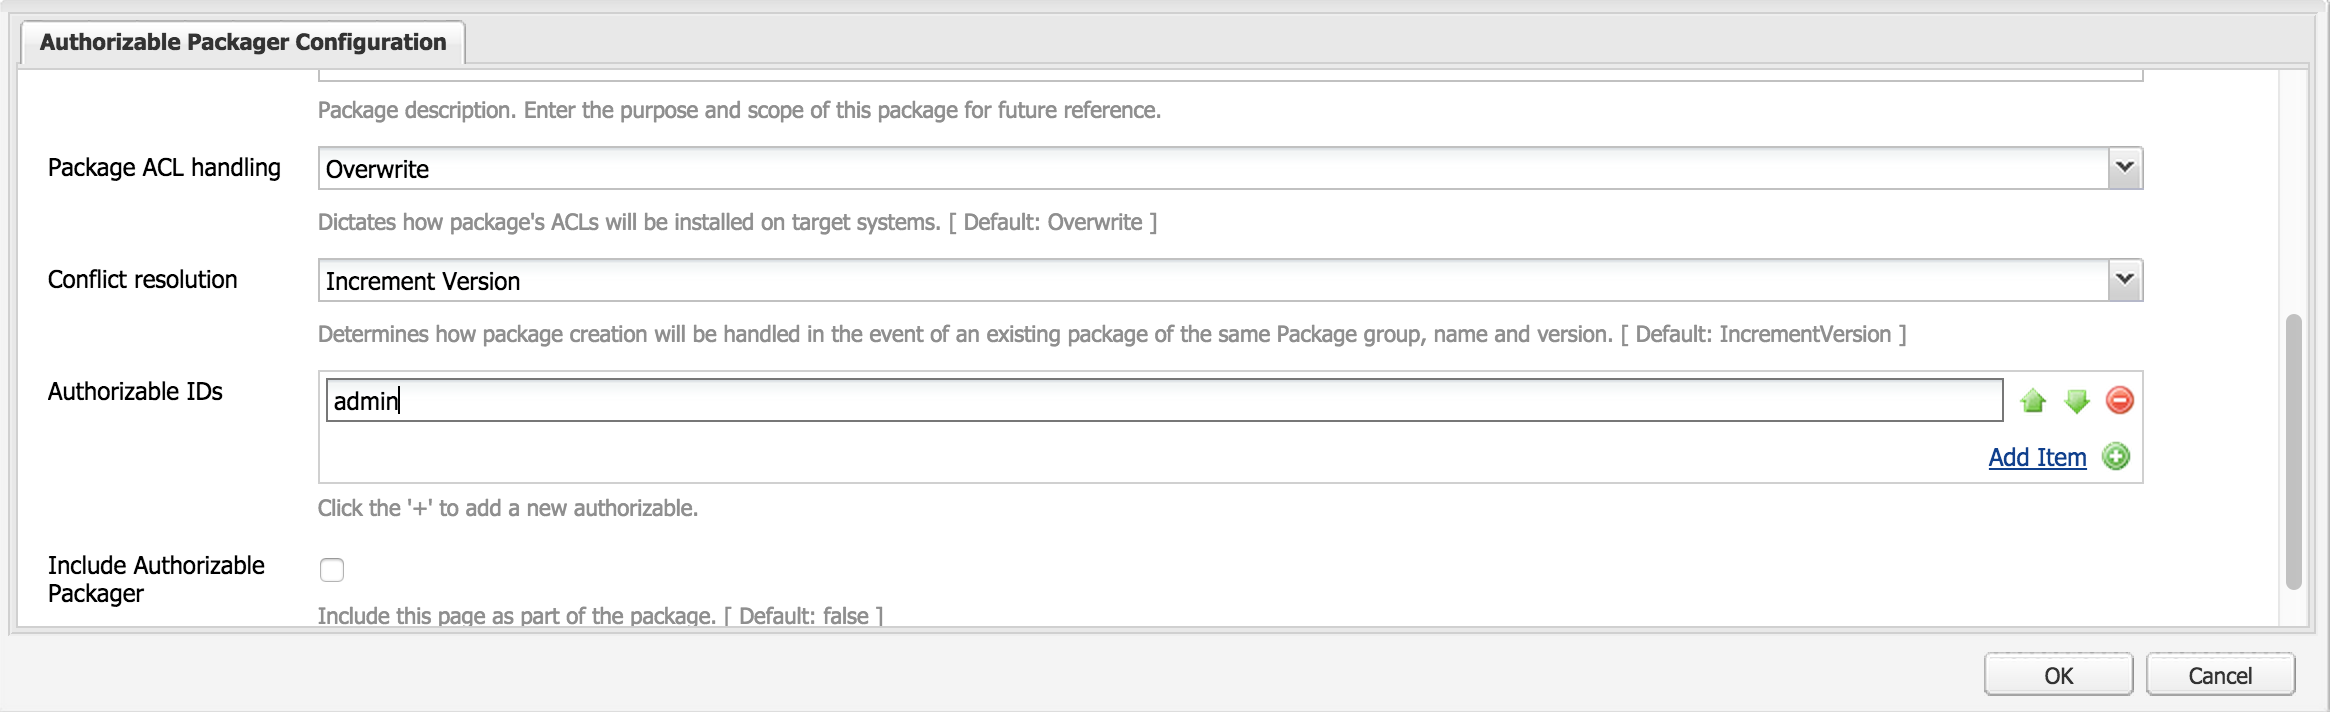 Authorizable Packager Configuration
Package description. Enter the purpose and scope of this package for future reference.
Package ACL handling
Overwrite
Dictates how package's ACLs will be installed on target systems. [ Default: Overwrite ]
Conflict resolution
Increment Version
Determines how package creation will be handled in the event of an existing package of the same Package group, name and version. [ Default: IncrementVersion ]
Authorizable IDs
admin
Add Item
Click the '+' to add a new authorizable.
Include Authorizable
Packager
Include this page as part of the package. [ Default: false ]
OK
Cancel